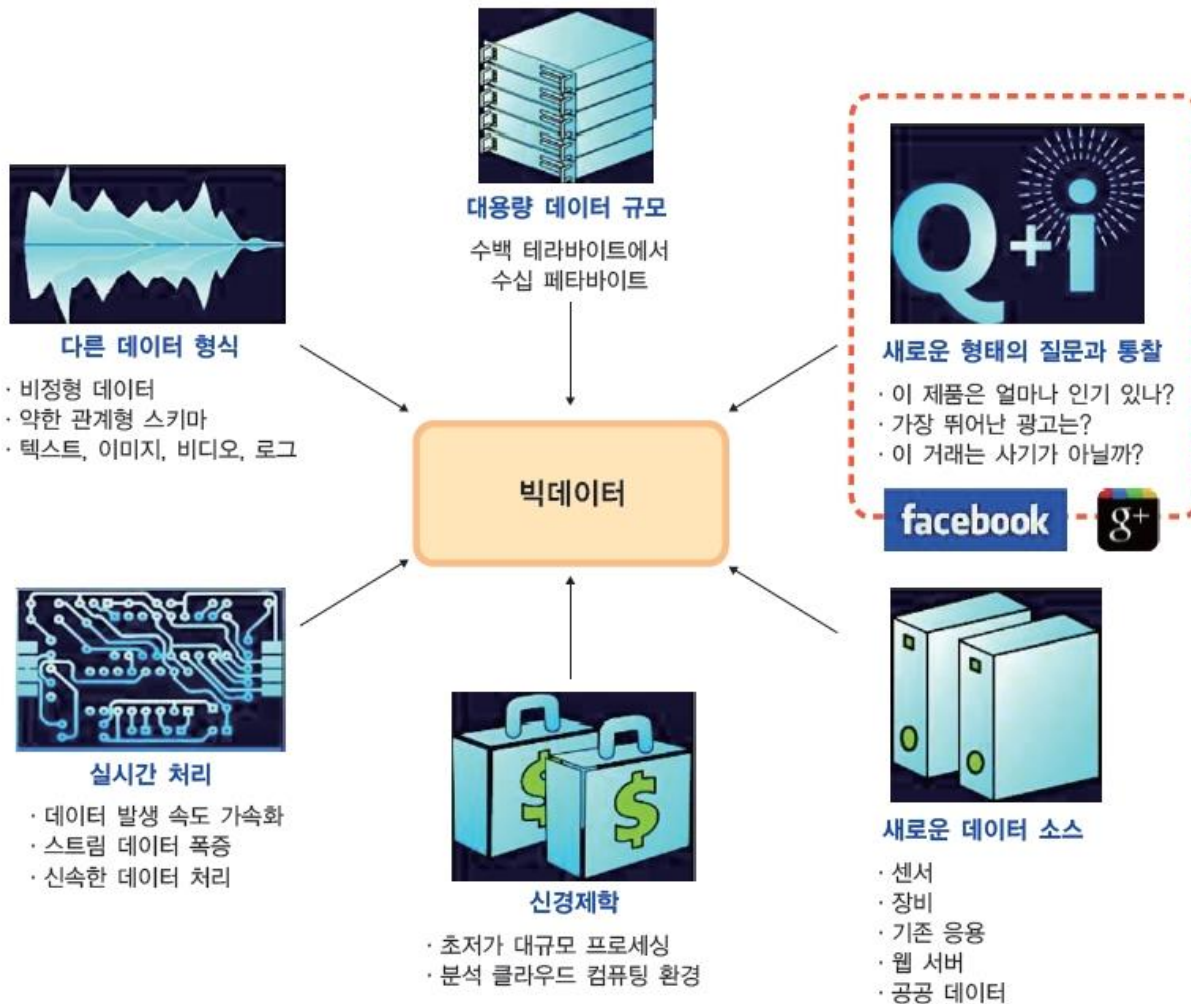 대용량 데이터 규모
수백 테라바이트에서
수십 페타바이트
다른 데이터 형식
· 비정형 데이터
· 약한 관계형 스키마
· 텍스트, 이미지, 비디오, 로그
Q+i
새로운 형태의 질문과 통찰
· 이 제품은 얼마나 인기 있나?
· 가장 뛰어난 광고는?
· 이 거래는 사기가 아닐까?
facebook
g+
빅데이터
실시간 처리
· 데이터 발생 속도 가속화
· 스트림 데이터 폭증
· 신속한 데이터 처리
$ $
신경제학
· 초저가 대규모 프로세싱
· 분석 클라우드 컴퓨팅 환경
새로운 데이터 소스
· 센서
· 장비
· 기존 응용
· 웹 서버
· 공공 데이터